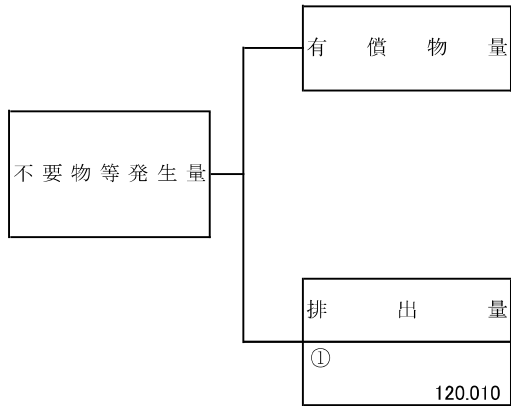 有償物量
不要物等発生量
排出量
①
120.010